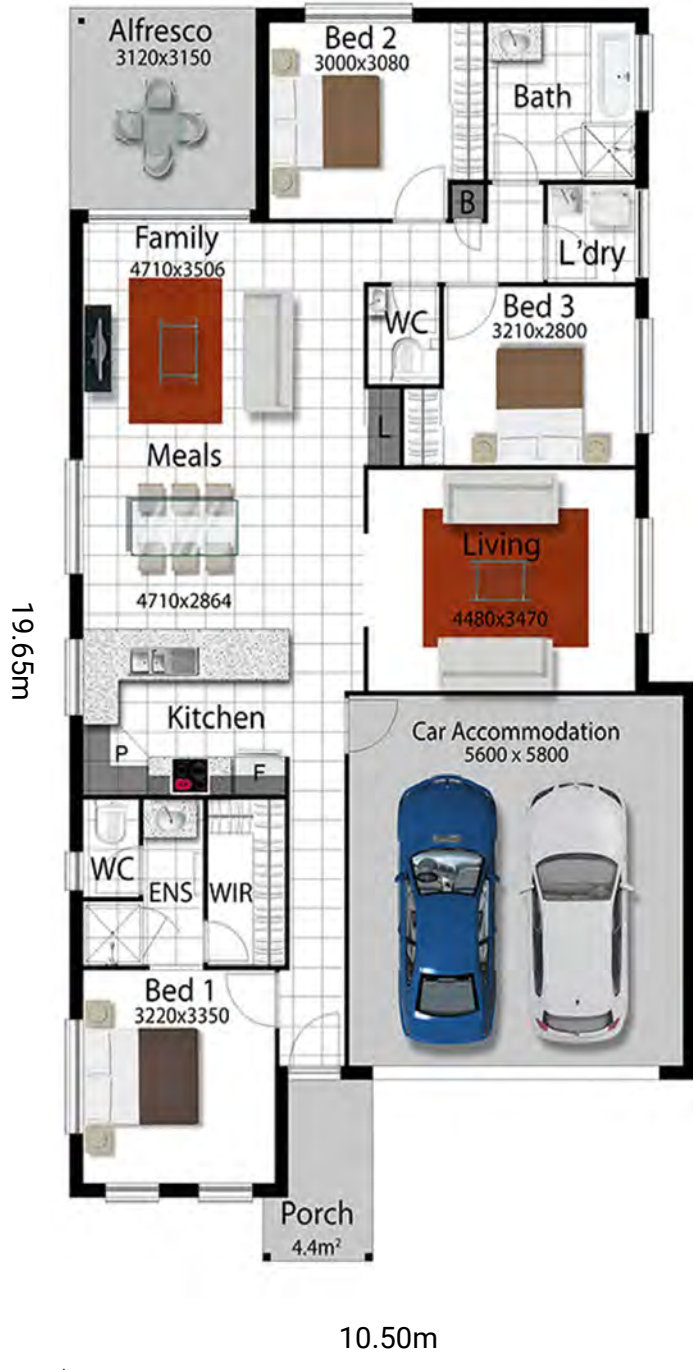 Alfresco
3120x3150
Bed 2
3000x3080
Bath
B
L'dry
Family
4710x3506
WC
Bed 3
3210x2800
L
Meals
4710x2864
Living
4480x3470
19.65m
Kitchen
P
F
Car Accommodation
5600 x 5800
WC
ENS
WIR
Bed 1
3220x3350
Porch
4.4m²
10.50m